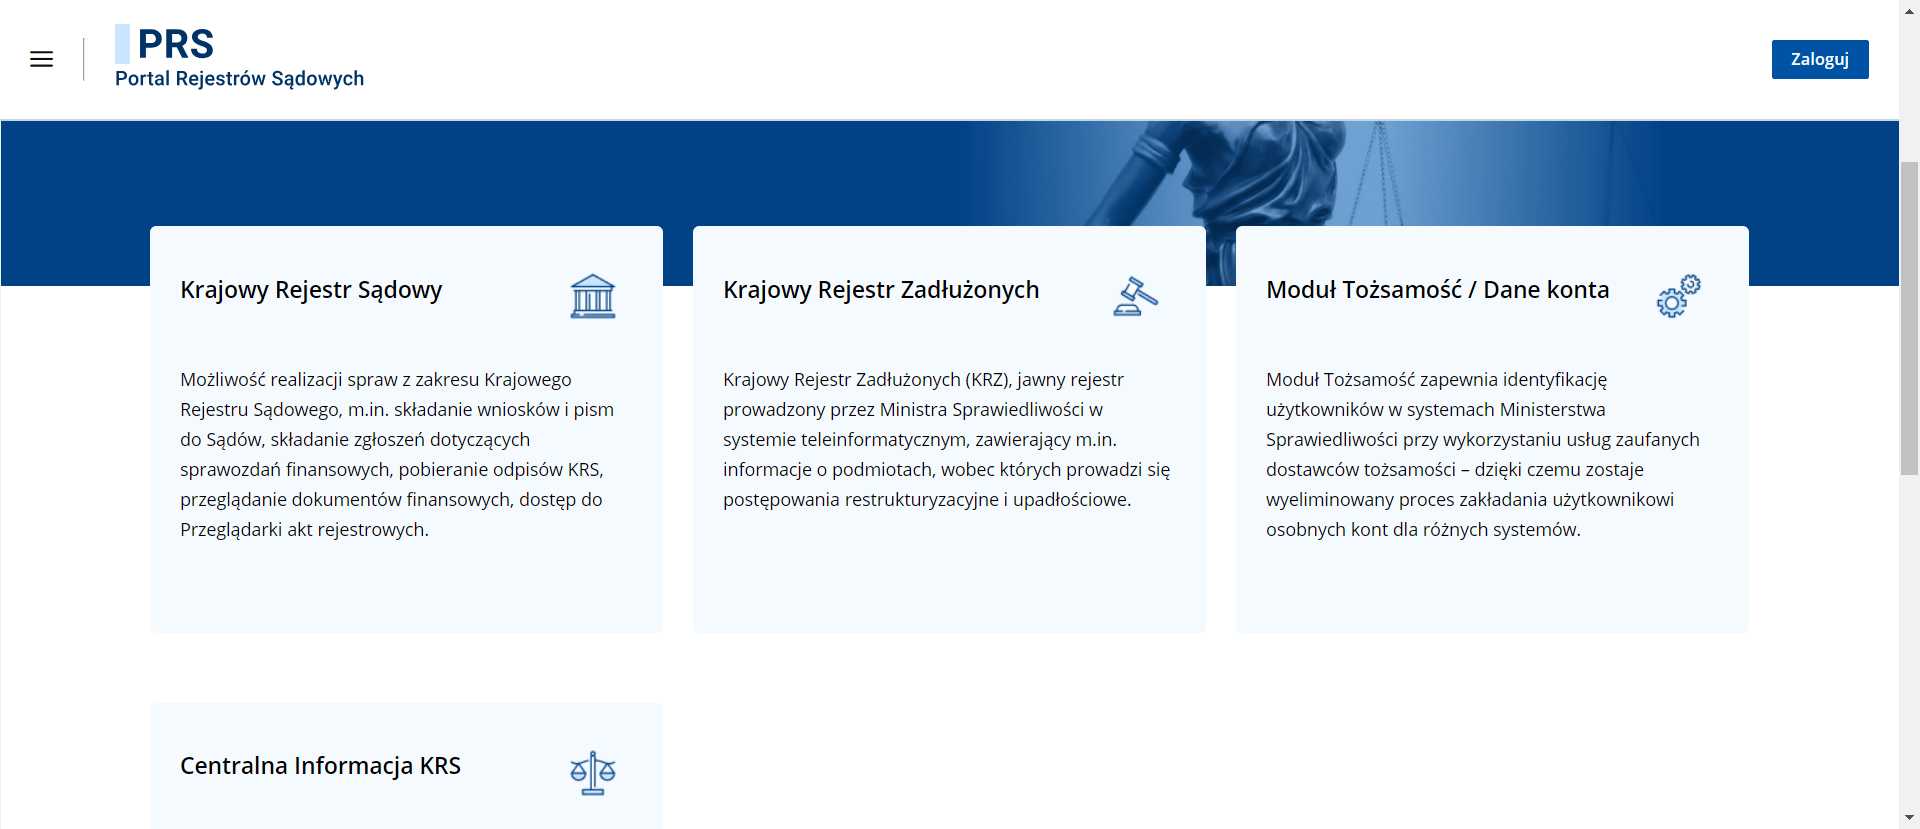 PRS
Portal Rejestrów Sądowych
Zaloguj
Krajowy Rejestr Sądowy
Możliwość realizacji spraw z zakresu Krajowego
Rejestru Sądowego, m.in. składanie wniosków i pism
do Sądów, składanie zgłoszeń dotyczących
sprawozdań finansowych, pobieranie odpisów KRS,
przeglądanie dokumentów finansowych, dostęp do
Przeglądarki akt rejestrowych.
Krajowy Rejestr Zadłużonych
Krajowy Rejestr Zadłużonych (KRZ), jawny rejestr
prowadzony przez Ministra Sprawiedliwości w
systemie teleinformatycznym, zawierający m.in.
informacje o podmiotach, wobec których prowadzi się
postępowania restrukturyzacyjne i upadłościowe.
Moduł Tożsamość / Dane konta
Moduł Tożsamość zapewnia identyfikację
użytkowników w systemach Ministerstwa
Sprawiedliwości przy wykorzystaniu usług zaufanych
dostawców tożsamości – dzięki czemu zostaje
wyeliminowany proces zakładania użytkownikowi
osobnych kont dla różnych systemów.
Centralna Informacja KRS